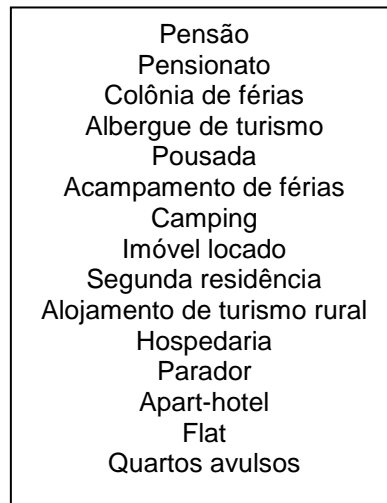 Pensão
Pensionato
Colônia de férias
Albergue de turismo
Pousada
Acampamento de férias
Camping
Imóvel locado
Segunda residência
Alojamento de turismo rural
Hospedaria
Parador
Apart-hotel
Flat
Quartos avulsos